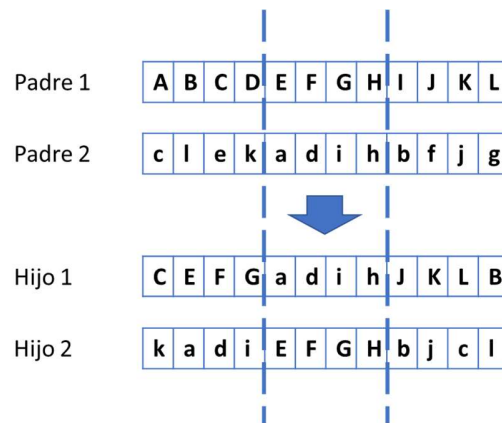 Padre 1 A B C D E F G H I J K L
Padre 2 c l e k a d i h b f j g
Hijo 1 C E F G a d i h J K L B
Hijo 2 k a d i E F G H b j c l